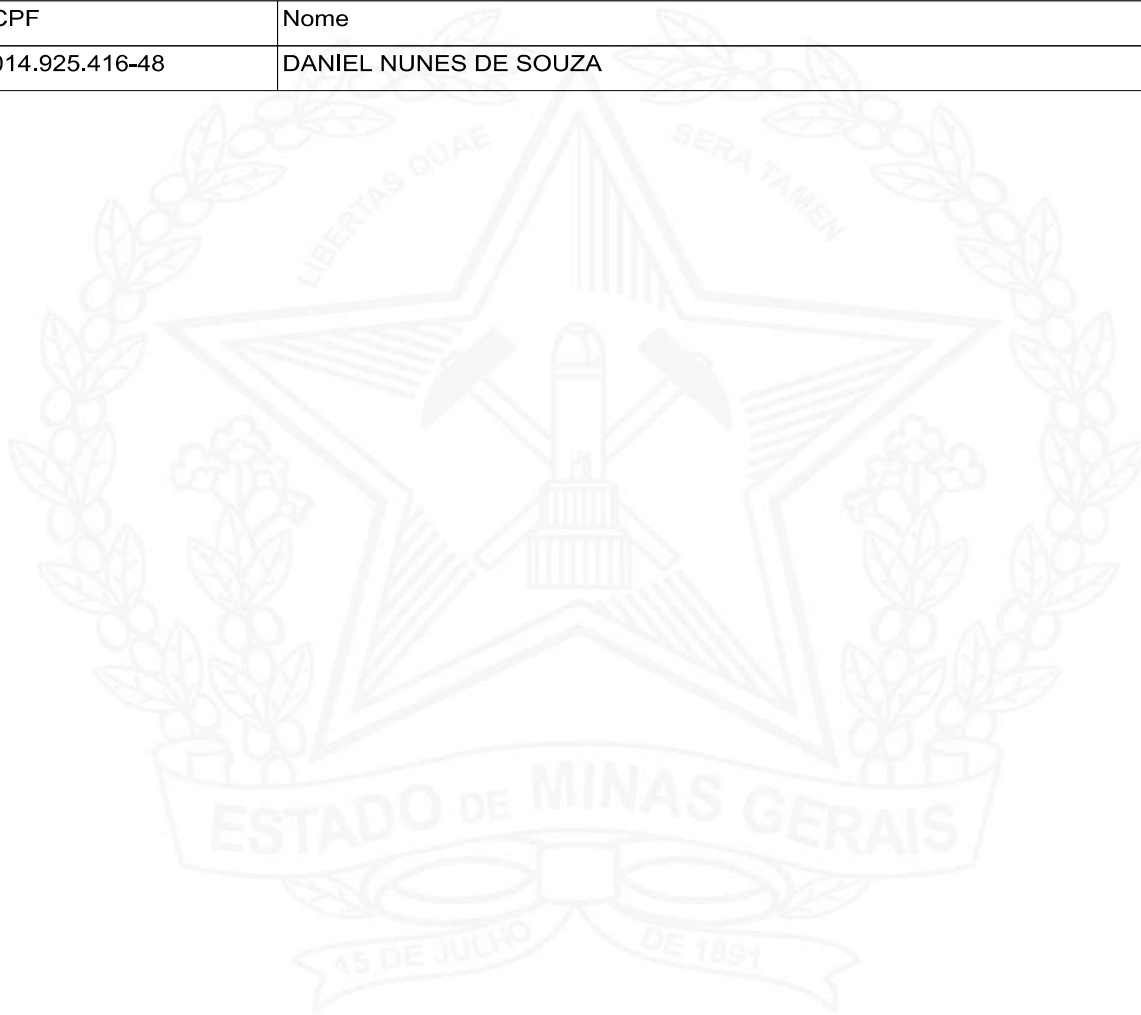 CPF Nome
014.925.416-48 DANIEL NUNES DE SOUZA
LIBERTAS QUAE SERA TAMEN
ESTADO DE MINAS GERAIS
15 DE JULHO DE 1891